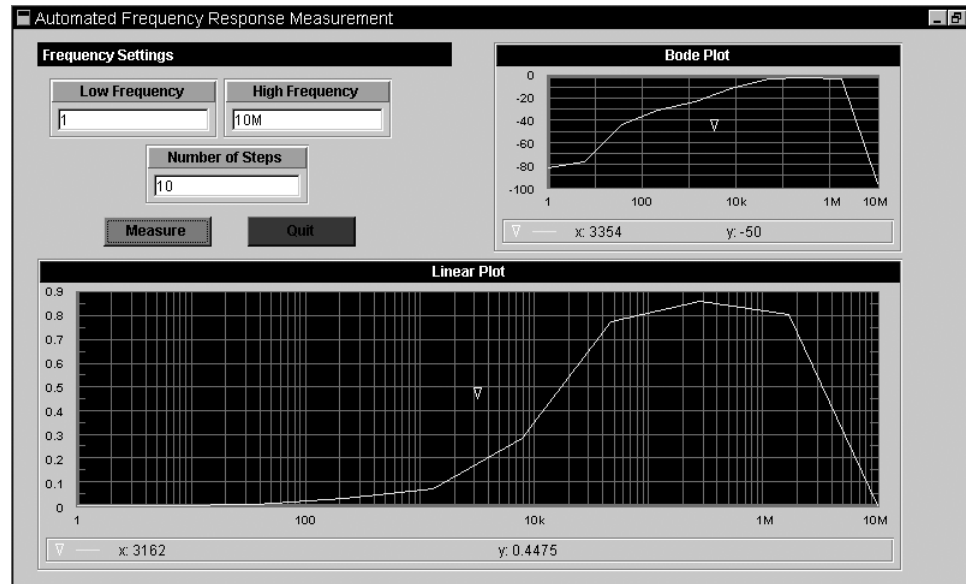 Automated Frequency Response Measurement
Frequency Settings
Low Frequency
1
High Frequency
10M
Number of Steps
10
Measure
Quit
Bode Plot
0
-20
-40
-60
-80
-100
1 100 10k 1M 10M
x: 3354 y: -50
Linear Plot
0.9
0.8
0.7
0.6
0.5
0.4
0.3
0.2
0.1
0
1 100 10k 1M 10M
x: 3162 y: 0.4475